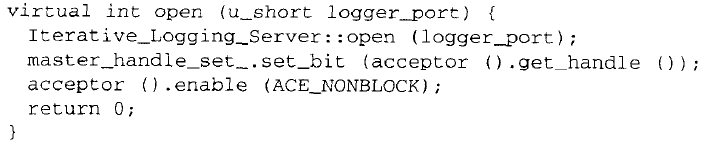 virtual int open (u_short logger_port) {
  Iterative_Logging_Server::open (logger_port);
  master_handle_set_.set_bit (acceptor ().get_handle ());
  acceptor ().enable (ACE_NONBLOCK);
  return 0;
}